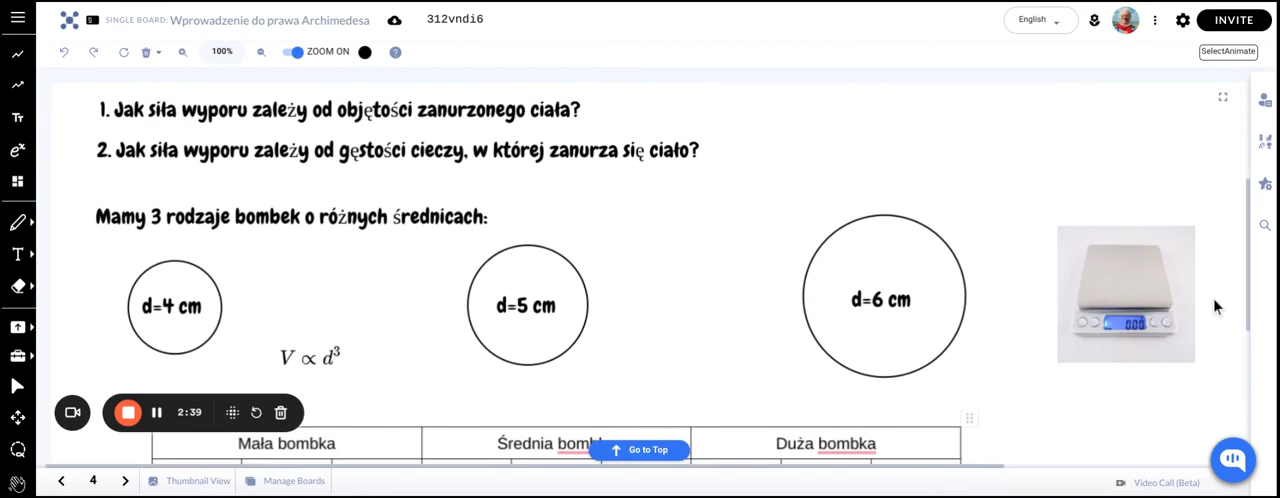 SINGLE BOARD: Wprowadzenie do prawa Archimedesa
312vndi6
English
INVITE
100%
ZOOM ON
SelectAnimate
1. Jak siła wyporu zależy od objętości zanurzonego ciała?
2. Jak siła wyporu zależy od gęstości cieczy, w której zanurza się ciało?
Mamy 3 rodzaje bombek o różnych średnicach:
d=4 cm
d=5 cm
d=6 cm
0.00
V ∝ d³
2:39
Mała bombka
Średnia
Duża bombka
Go to Top
4
Thumbnail View
Manage Boards
Video Call (Beta)